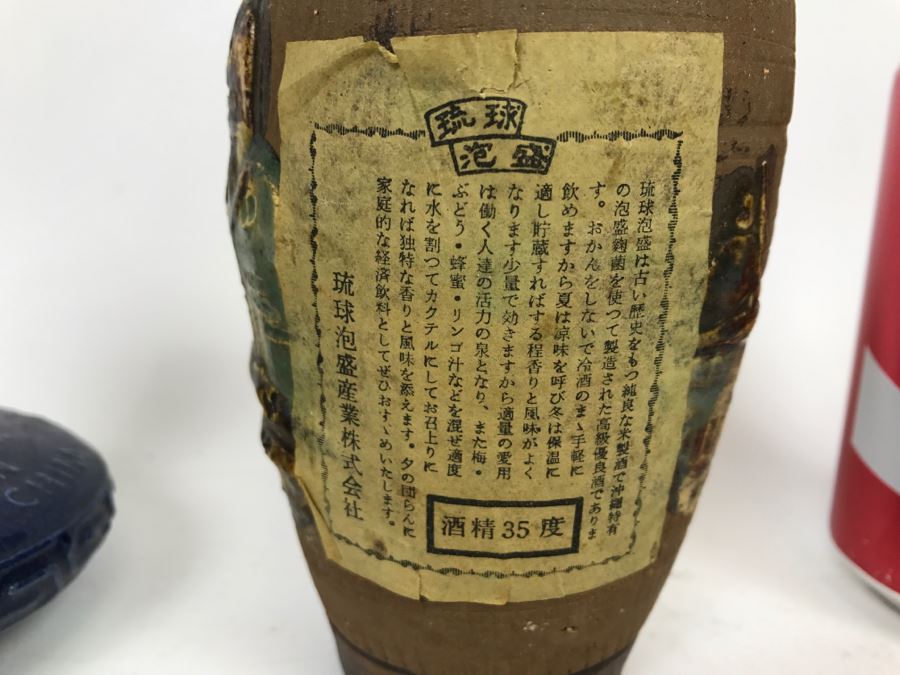 琉球
泡盛
琉球泡盛は古い歴史をもつ純良な米製酒で沖縄特有
の泡盛麹菌を使つて製造された高級優良酒でありま
す。おかんをしないで冷酒のまゝ手軽に
飲めますから夏は涼味を呼び冬は保温に
適し貯蔵すればする程香りと風味がよく
なります少量で効きますから適量の愛用
は働く人達の活力の泉となり、また梅・
ぶどう・蜂蜜・リンゴ汁などを混ぜ適度
に水を割つてカクテルにしてお召上りに
なれば独特な香りと風味を添えます。夕の団らんに
家庭的な経済飲料としてぜひおすゝめいたします。
琉球泡盛産業株式会社
酒精35度
CHI